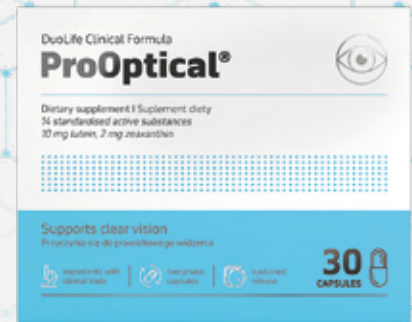 DuoLife Clinical Formula
ProOptical®
Dietary supplement | Suplement diety
14 standardised active substances
10 mg lutein, 2 mg zeaxanthin
Supports clear vision
Przyczynia się do prawidłowego widzenia
ingredients with
clinical trials
two phase
capsules
sustained
release
30
CAPSULES